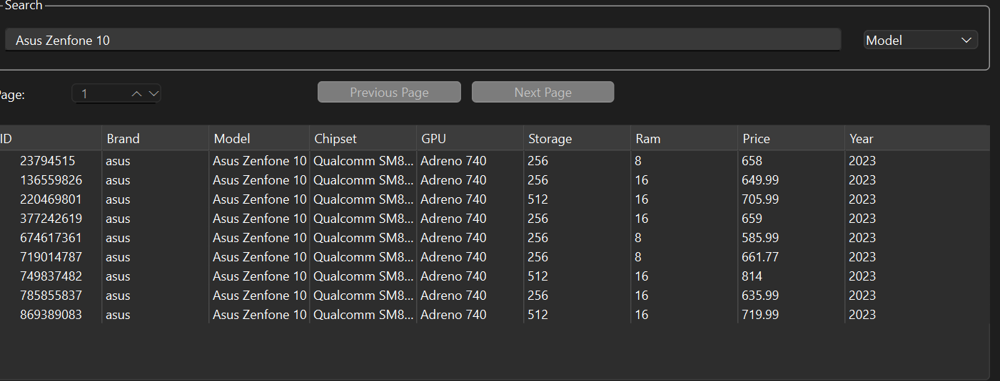 Search
Asus Zenfone 10 Model
Page: 1 Previous Page Next Page
ID Brand Model Chipset GPU Storage Ram Price Year
23794515 asus Asus Zenfone 10 Qualcomm SM8... Adreno 740 256 8 658 2023
136559826 asus Asus Zenfone 10 Qualcomm SM8... Adreno 740 256 16 649.99 2023
220469801 asus Asus Zenfone 10 Qualcomm SM8... Adreno 740 512 16 705.99 2023
377242619 asus Asus Zenfone 10 Qualcomm SM8... Adreno 740 256 16 659 2023
674617361 asus Asus Zenfone 10 Qualcomm SM8... Adreno 740 256 8 585.99 2023
719014787 asus Asus Zenfone 10 Qualcomm SM8... Adreno 740 256 8 661.77 2023
749837482 asus Asus Zenfone 10 Qualcomm SM8... Adreno 740 512 16 814 2023
785855837 asus Asus Zenfone 10 Qualcomm SM8... Adreno 740 256 16 635.99 2023
869389083 asus Asus Zenfone 10 Qualcomm SM8... Adreno 740 512 16 719.99 2023